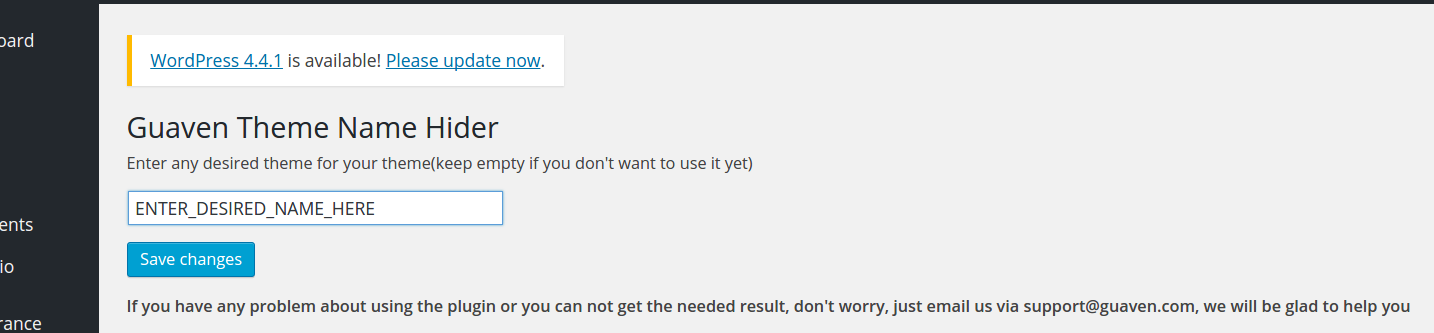 oard
WordPress 4.4.1 is available! Please update now.
Guaven Theme Name Hider
Enter any desired theme for your theme(keep empty if you don't want to use it yet)
ENTER_DESIRED_NAME_HERE
ents
Save changes
io
If you have any problem about using the plugin or you can not get the needed result, don't worry, just email us via support@guaven.com, we will be glad to help you
rance